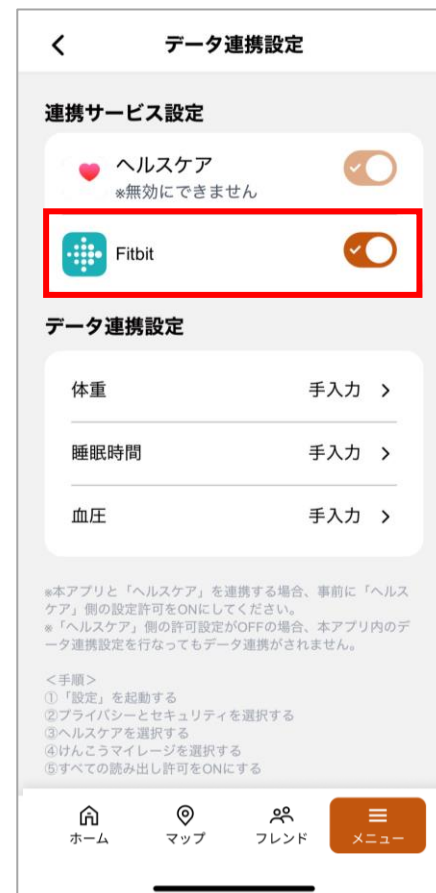 データ連携設定
連携サービス設定
ヘルスケア
※無効にできません
Fitbit
データ連携設定
体重 手入力
睡眠時間 手入力
血圧 手入力
※本アプリと「ヘルスケア」を連携する場合、事前に「ヘルス
ケア」側の設定許可をONにしてください。
※「ヘルスケア」側の許可設定がOFFの場合、本アプリ内のデ
ータ連携設定を行なってもデータ連携がされません。
＜手順＞
①「設定」を起動する
②プライバシーとセキュリティを選択する
③ヘルスケアを選択する
④けんこうマイレージを選択する
⑤すべての読み出し許可をONにする
ホーム マップ フレンド メニュー